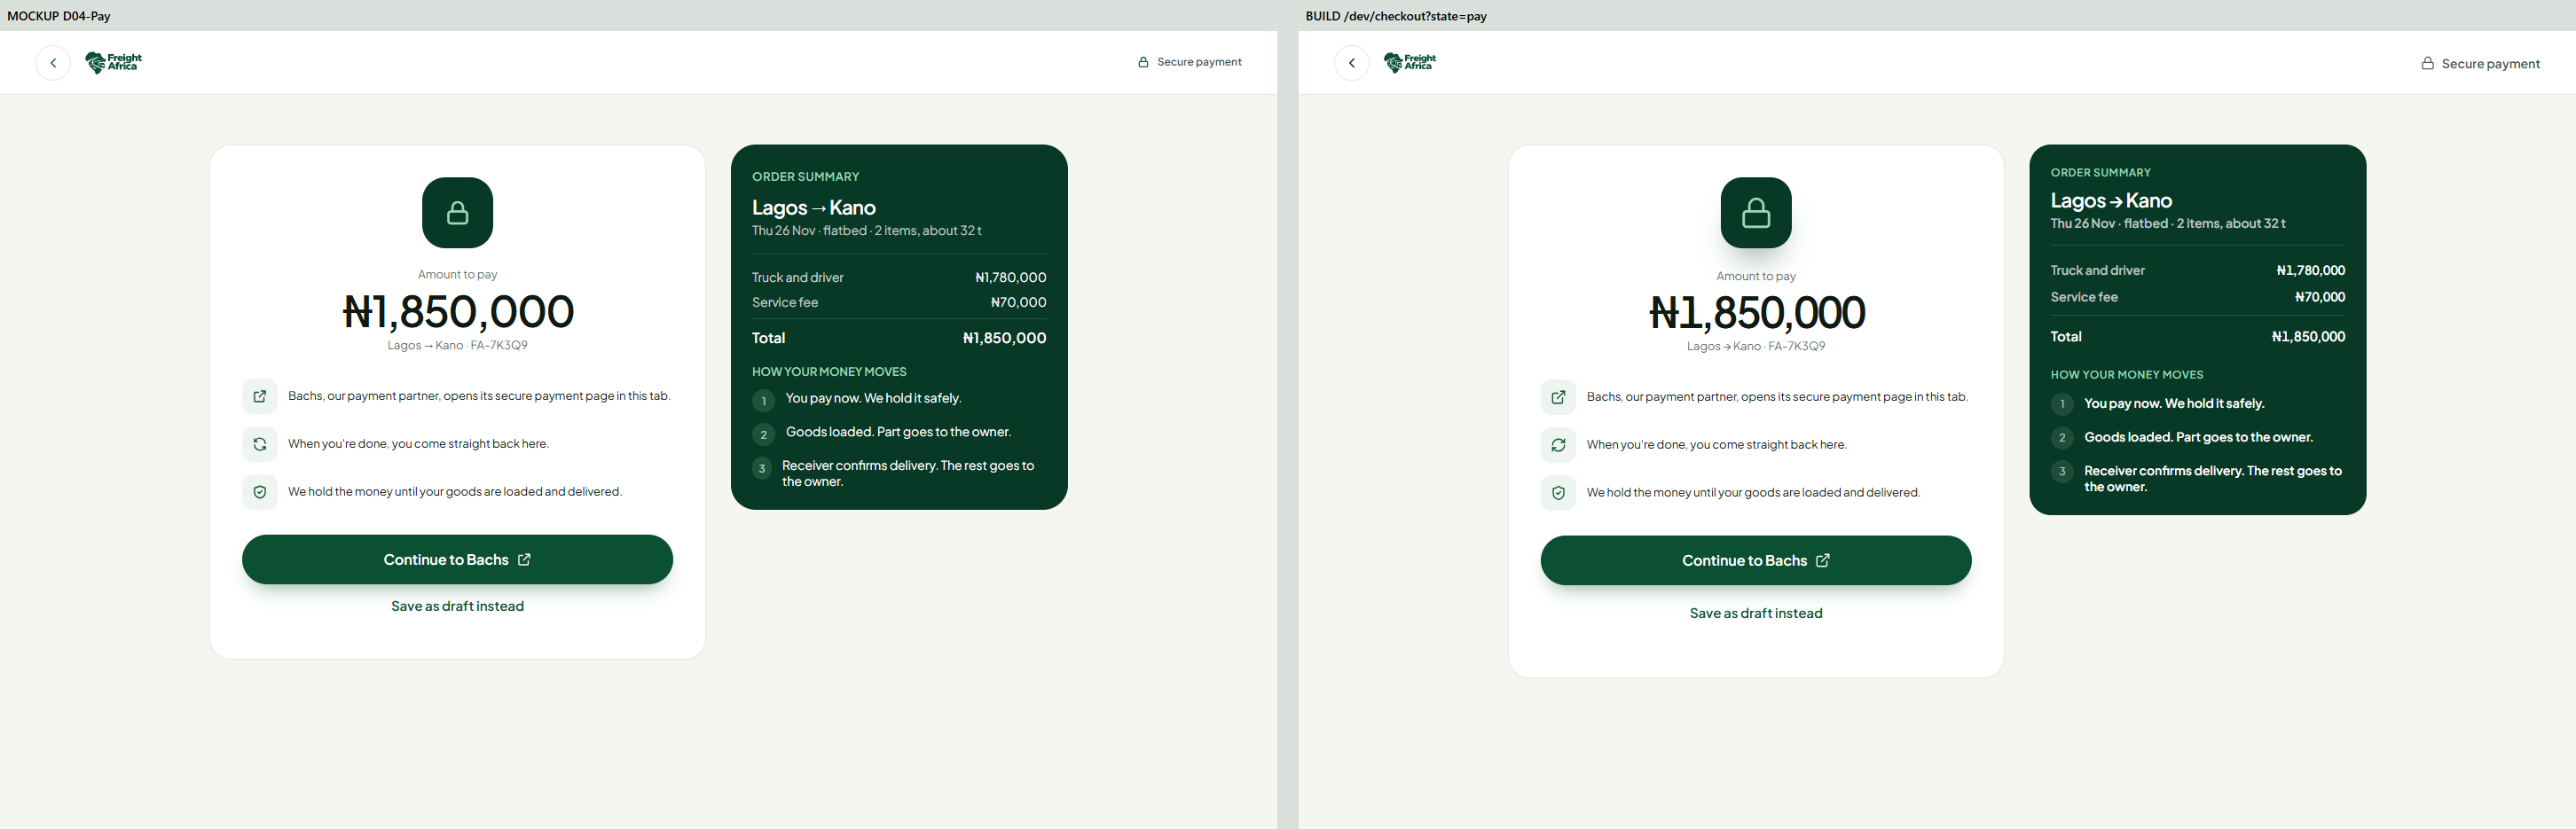 MOCKUP D04-Pay
Freight
Africa
Secure payment
Amount to pay
₦1,850,000
Lagos → Kano · FA-7K3Q9
Bachs, our payment partner, opens its secure payment page in this tab.
When you're done, you come straight back here.
We hold the money until your goods are loaded and delivered.
Continue to Bachs
Save as draft instead
ORDER SUMMARY
Lagos → Kano
Thu 26 Nov · flatbed · 2 items, about 32 t
Truck and driver ₦1,780,000
Service fee ₦70,000
Total ₦1,850,000
HOW YOUR MONEY MOVES
1 You pay now. We hold it safely.
2 Goods loaded. Part goes to the owner.
3 Receiver confirms delivery. The rest goes to
the owner.
BUILD /dev/checkout?state=pay
Freight
Africa
Secure payment
Amount to pay
₦1,850,000
Lagos → Kano · FA-7K3Q9
Bachs, our payment partner, opens its secure payment page in this tab.
When you're done, you come straight back here.
We hold the money until your goods are loaded and delivered.
Continue to Bachs
Save as draft instead
ORDER SUMMARY
Lagos → Kano
Thu 26 Nov · flatbed · 2 items, about 32 t
Truck and driver ₦1,780,000
Service fee ₦70,000
Total ₦1,850,000
HOW YOUR MONEY MOVES
1 You pay now. We hold it safely.
2 Goods loaded. Part goes to the owner.
3 Receiver confirms delivery. The rest goes to
the owner.